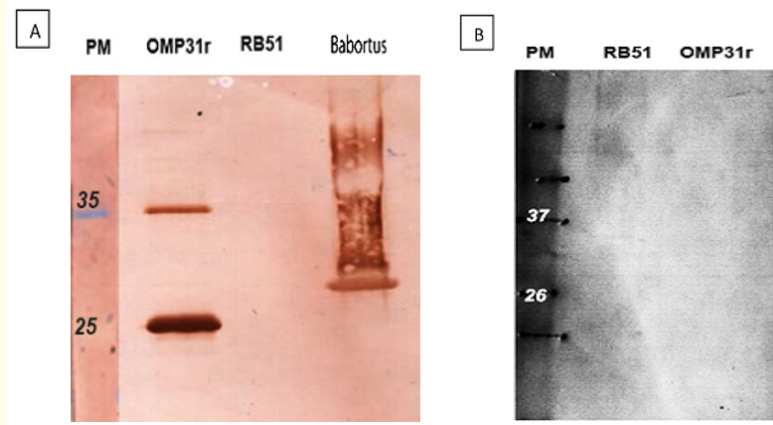 A
PM OMP31r RB51 Babortus
35
25
B
PM RB51 OMP31r
37
26